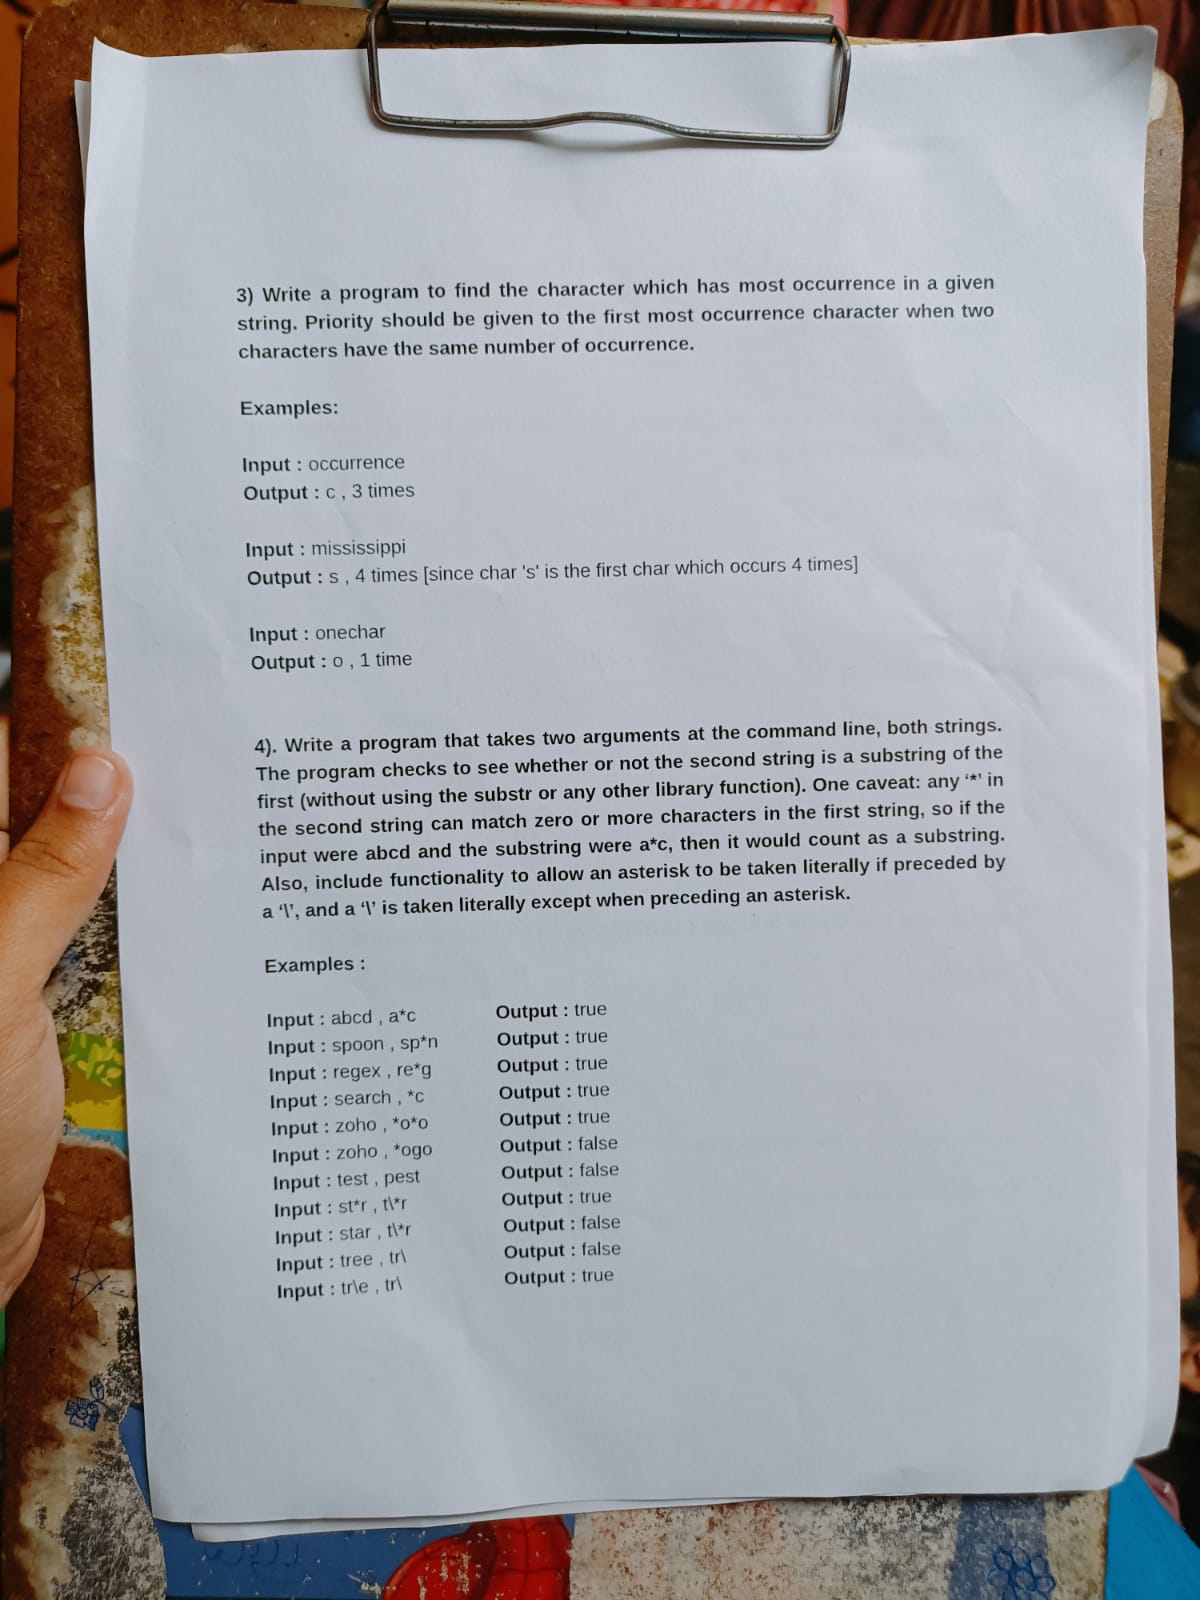 3) Write a program to find the character which has most occurrence in a given
string. Priority should be given to the first most occurrence character when two
characters have the same number of occurrence.
Examples:
Input : occurrence
Output : c , 3 times
Input : mississippi
Output : s , 4 times [since char 's' is the first char which occurs 4 times]
Input : onechar
Output : o , 1 time
4). Write a program that takes two arguments at the command line, both strings.
The program checks to see whether or not the second string is a substring of the
first (without using the substr or any other library function). One caveat: any ‘*’ in
the second string can match zero or more characters in the first string, so if the
input were abcd and the substring were a*c, then it would count as a substring.
Also, include functionality to allow an asterisk to be taken literally if preceded by
a ‘\’, and a ‘\’ is taken literally except when preceding an asterisk.
Examples :
Input : abcd , a*c Output : true
Input : spoon , sp*n Output : true
Input : regex , re*g Output : true
Input : search , *c Output : true
Input : zoho , *o*o Output : true
Input : zoho , *ogo Output : false
Input : test , pest Output : false
Input : st*r , t\*r Output : true
Input : star , t\*r Output : false
Input : tree , tr\ Output : false
Input : tr\e , tr\ Output : true